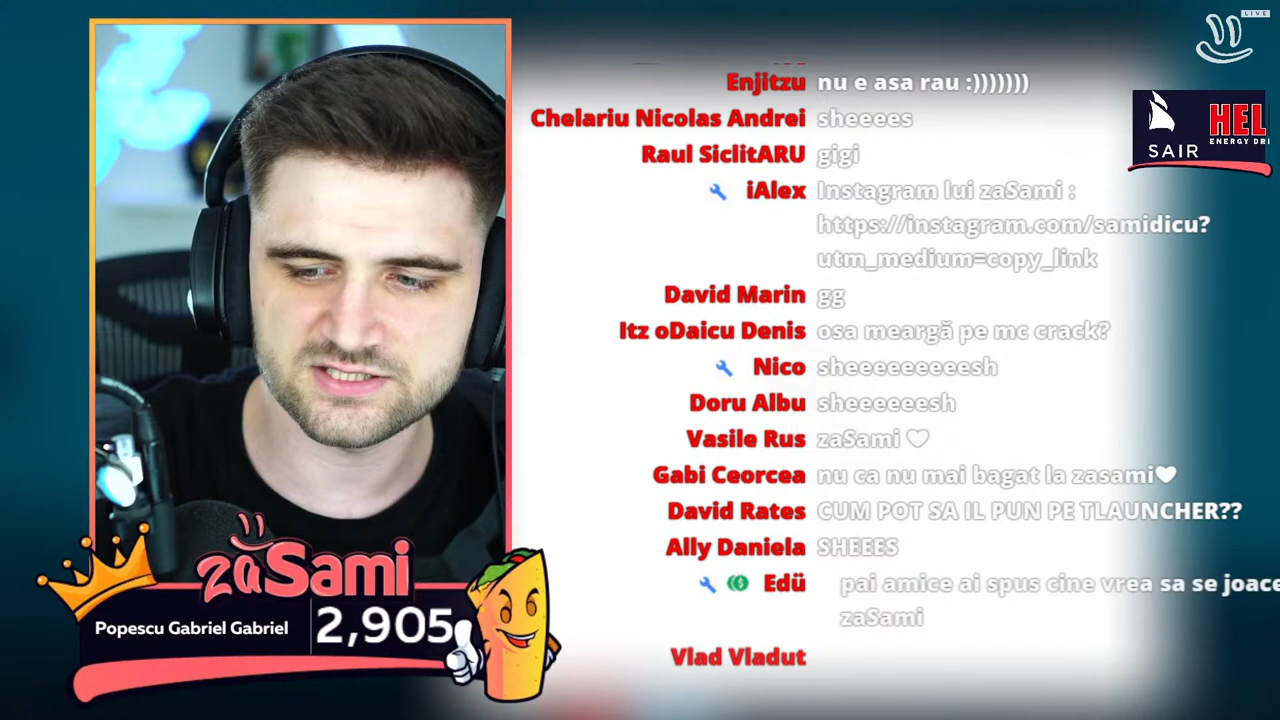 LIVE
Enjitzu nu e asa rau :)))))))
Chelariu Nicolas Andrei sheeees
Raul SiclitARU gigi
iAlex Instagram lui zaSami :
https://instagram.com/samidicu?
utm_medium=copy_link
David Marin gg
Itz oDaicu Denis osa meargă pe mc crack?
Nico sheeeeeeeeesh
Doru Albu sheeeeeesh
Vasile Rus zaSami
Gabi Ceorcea nu ca nu mai bagat la zasami
David Rates CUM POT SA IL PUN PE TLAUNCHER??
Ally Daniela SHEEES
Edü pai amice ai spus cine vrea sa se joace
zaSami
Vlad Vladut
SAIR
HEL
ENERGY DRI
zaSami
Popescu Gabriel Gabriel 2,905